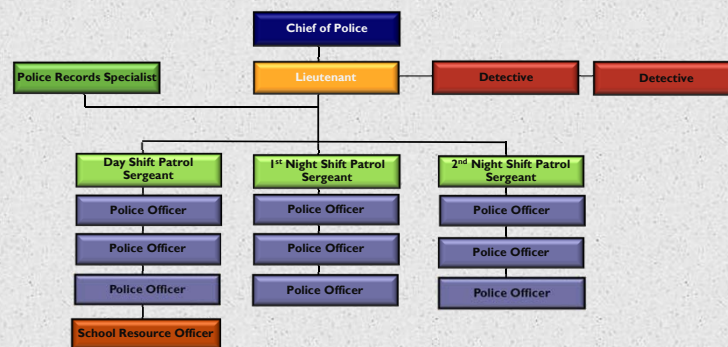 Chief of Police
Police Records Specialist
Lieutenant
Detective
Detective
Day Shift Patrol
Sergeant
1st Night Shift Patrol
Sergeant
2nd Night Shift Patrol
Sergeant
Police Officer
Police Officer
Police Officer
Police Officer
Police Officer
Police Officer
Police Officer
Police Officer
Police Officer
School Resource Officer